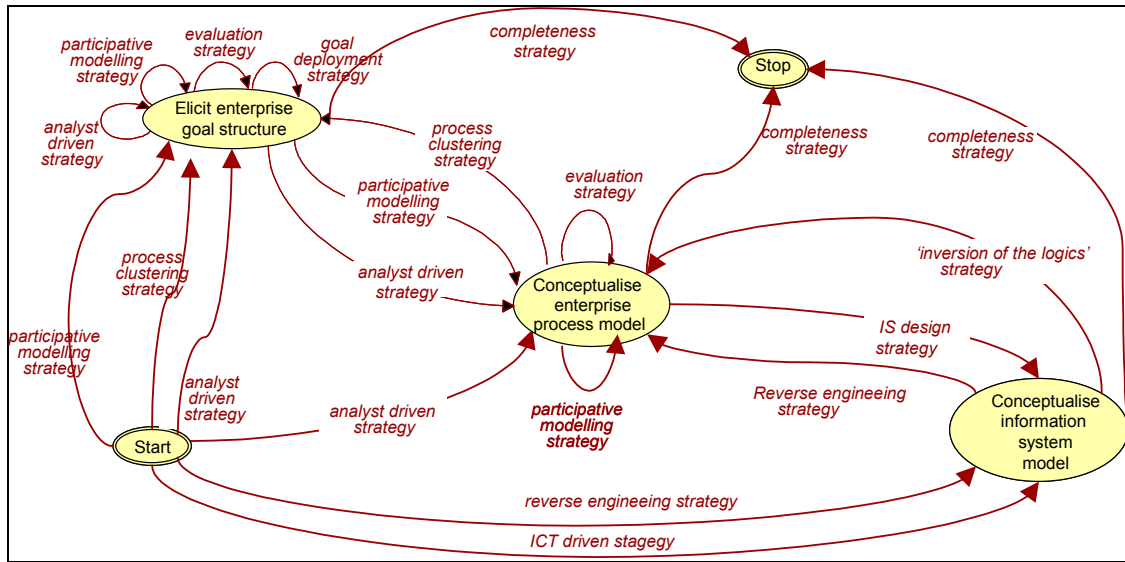 participative
modelling
strategy
evaluation
strategy
goal
deployment
strategy
completeness
strategy
Stop
Elicit enterprise
goal structure
analyst
driven
strategy
process
clustering
strategy
completeness
strategy
completeness
strategy
participative
modelling
strategy
evaluation
strategy
process
clustering
strategy
analyst driven
strategy
Conceptualise
enterprise
process model
'inversion of the logics'
strategy
IS design
strategy
participative
modelling
strategy
analyst
driven
strategy
analyst driven
strategy
participative
modelling
strategy
Reverse engineeing
strategy
Conceptualise
information
system
model
Start
reverse engineeing strategy
ICT driven stagegy